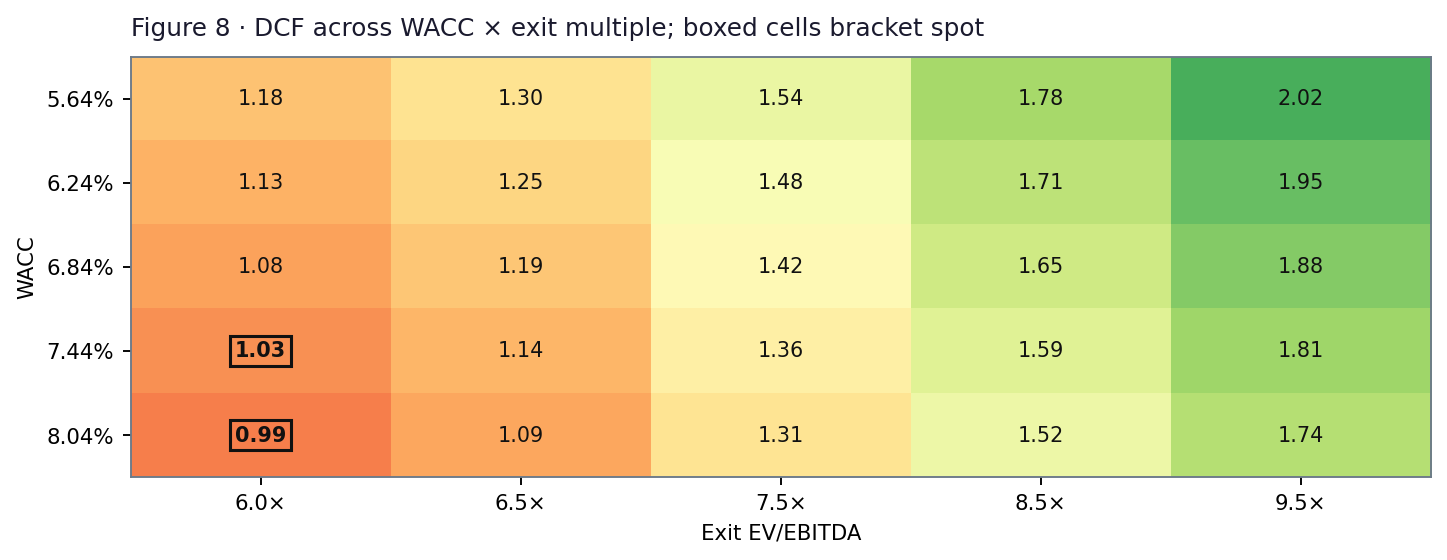 Figure 8 · DCF across WACC × exit multiple; boxed cells bracket spot
WACC
5.64% 1.18 1.30 1.54 1.78 2.02
6.24% 1.13 1.25 1.48 1.71 1.95
6.84% 1.08 1.19 1.42 1.65 1.88
7.44% 1.03 1.14 1.36 1.59 1.81
8.04% 0.99 1.09 1.31 1.52 1.74
6.0× 6.5× 7.5× 8.5× 9.5×
Exit EV/EBITDA